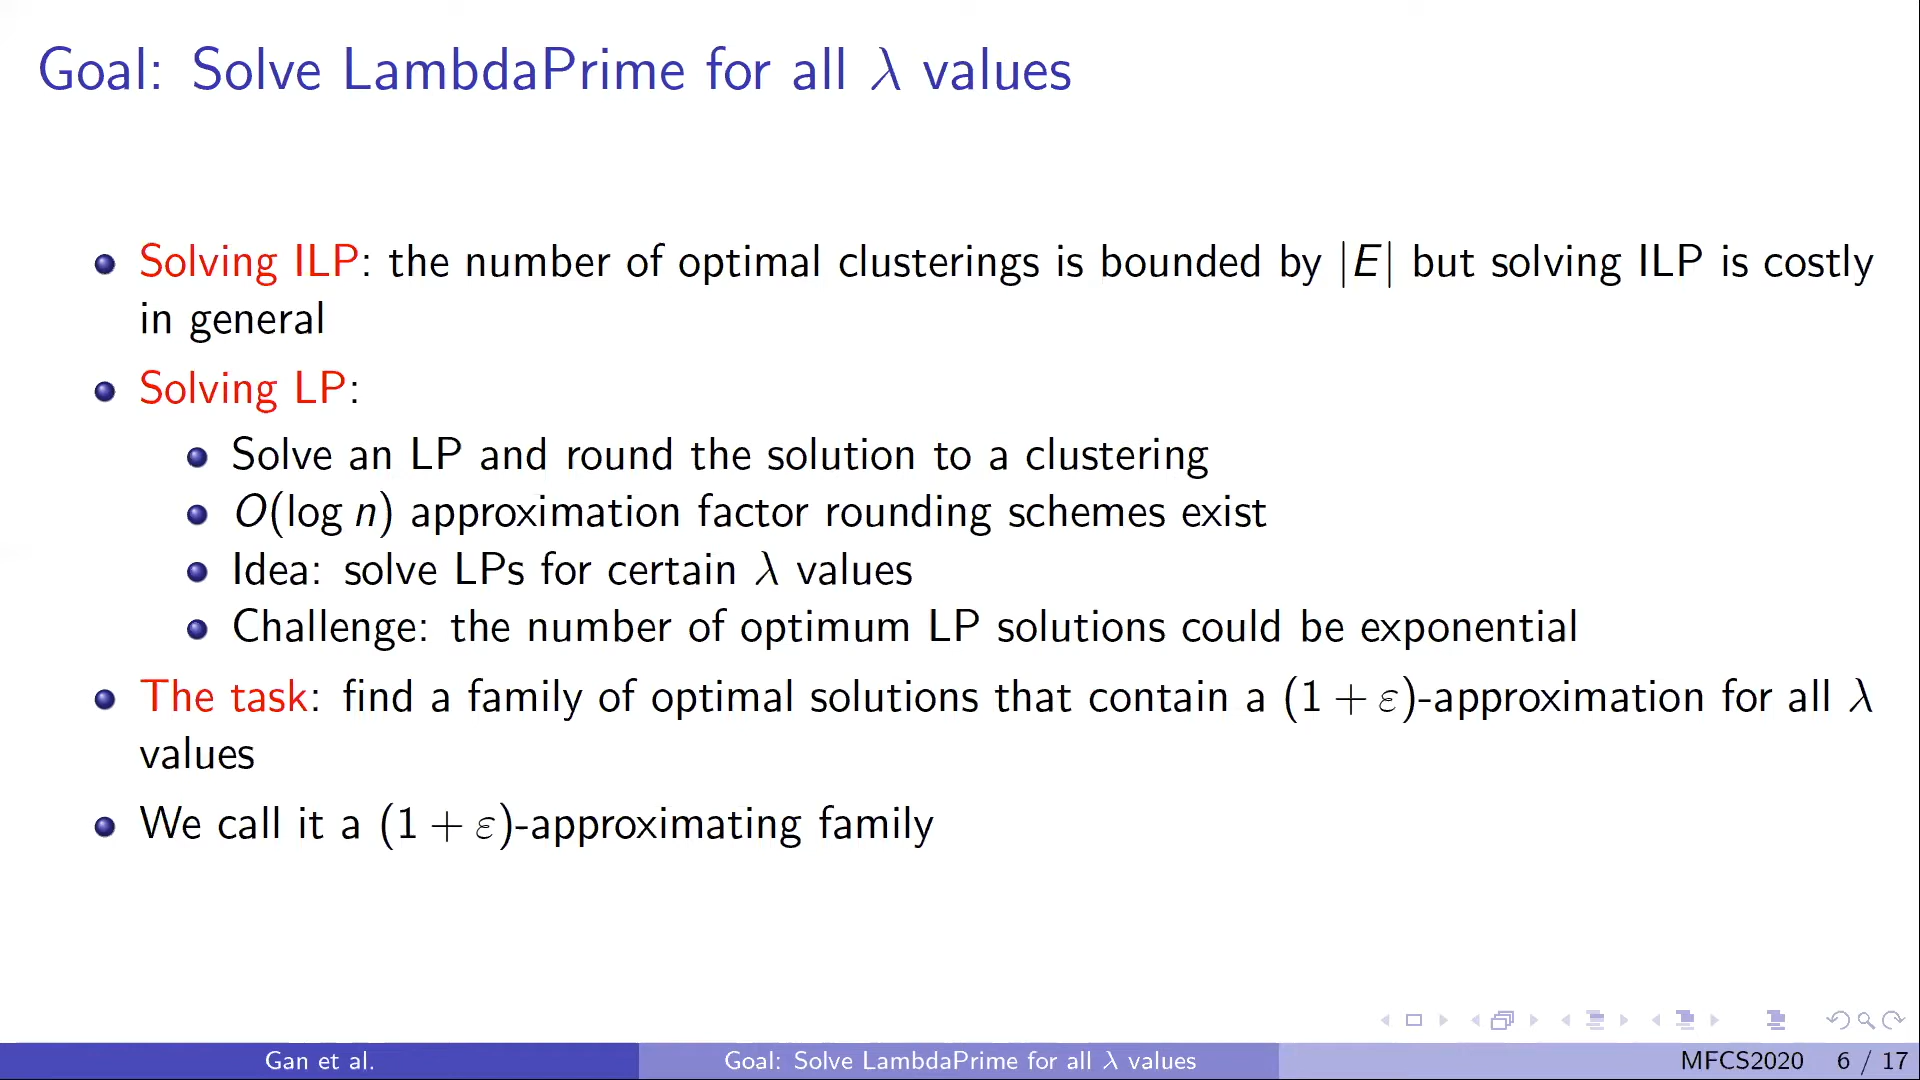 Goal: Solve LambdaPrime for all λ values
Solving ILP: the number of optimal clusterings is bounded by |E| but solving ILP is costly
in general
Solving LP:
Solve an LP and round the solution to a clustering
O(log n) approximation factor rounding schemes exist
Idea: solve LPs for certain λ values
Challenge: the number of optimum LP solutions could be exponential
The task: find a family of optimal solutions that contain a (1 + ε)-approximation for all λ
values
We call it a (1 + ε)-approximating family
Gan et al.
Goal: Solve LambdaPrime for all λ values
MFCS2020 6 / 17